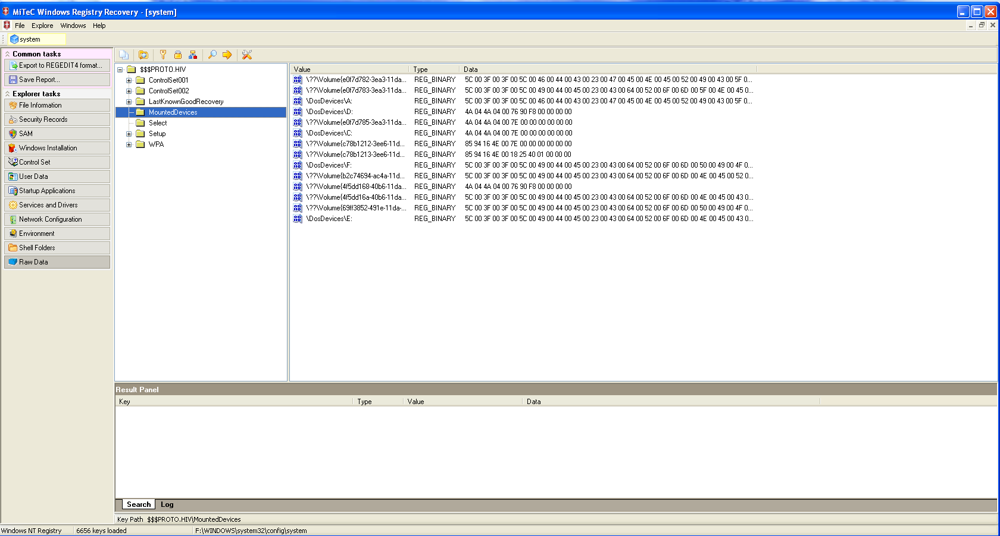 MiTeC Windows Registry Recovery - [system]
File Explore Windows Help
system
Common tasks
Export to REGEDIT4 format...
Save Report...
Explorer tasks
File Information
Security Records
SAM
Windows Installation
Control Set
User Data
Startup Applications
Services and Drivers
Network Configuration
Environment
Shell Folders
Raw Data
$$$PROTO.HIV
ControlSet001
ControlSet002
LastKnownGoodRecovery
MountedDevices
Select
Setup
WPA
Value Type Data
\??\Volume{e0f7d782-3ea3-11da... REG_BINARY 5C 00 3F 00 3F 00 5C 00 46 00 44 00 43 00 23 00 47 00 45 00 4E 00 45 00 52 00 49 00 43 00 5F 0...
\??\Volume{e0f7d783-3ea3-11da... REG_BINARY 5C 00 3F 00 3F 00 5C 00 49 00 44 00 45 00 23 00 43 00 64 00 52 00 6F 00 6D 00 5F 00 4E 00 45 0...
\DosDevices\A: REG_BINARY 5C 00 3F 00 3F 00 5C 00 46 00 44 00 43 00 23 00 47 00 45 00 4E 00 45 00 52 00 49 00 43 00 5F 0...
\DosDevices\D: REG_BINARY 4A 04 4A 04 00 76 90 F8 00 00 00 00
\??\Volume{e0f7d785-3ea3-11da... REG_BINARY 4A 04 4A 04 00 7E 00 00 00 00 00 00
\DosDevices\C: REG_BINARY 4A 04 4A 04 00 7E 00 00 00 00 00 00
\??\Volume{c78b1212-3ee6-11d... REG_BINARY 85 94 16 4E 00 7E 00 00 00 00 00 00
\??\Volume{c78b1213-3ee6-11d... REG_BINARY 85 94 16 4E 00 18 25 40 01 00 00 00
\DosDevices\F: REG_BINARY 5C 00 3F 00 3F 00 5C 00 49 00 44 00 45 00 23 00 43 00 64 00 52 00 6F 00 6D 00 50 00 49 00 4F 0...
\??\Volume{b2c74694-ac4a-11d... REG_BINARY 5C 00 3F 00 3F 00 5C 00 49 00 44 00 45 00 23 00 43 00 64 00 52 00 6F 00 6D 00 4E 00 45 00 52 0...
\??\Volume{4f5dd168-40b6-11da... REG_BINARY 4A 04 4A 04 00 76 90 F8 00 00 00 00
\??\Volume{4f5dd16a-40b6-11da... REG_BINARY 5C 00 3F 00 3F 00 5C 00 49 00 44 00 45 00 23 00 43 00 64 00 52 00 6F 00 6D 00 4E 00 45 00 43 0...
\??\Volume{69ff3852-491e-11da-... REG_BINARY 5C 00 3F 00 3F 00 5C 00 49 00 44 00 45 00 23 00 43 00 64 00 52 00 6F 00 6D 00 50 00 49 00 4F 0...
\DosDevices\E: REG_BINARY 5C 00 3F 00 3F 00 5C 00 49 00 44 00 45 00 23 00 43 00 64 00 52 00 6F 00 6D 00 4E 00 45 00 43 0...
Result Panel
Key Type Value Data
Search Log
Key Path $$$PROTO.HIV\MountedDevices
Windows NT Registry 6656 keys loaded F:\WINDOWS\system32\config\system